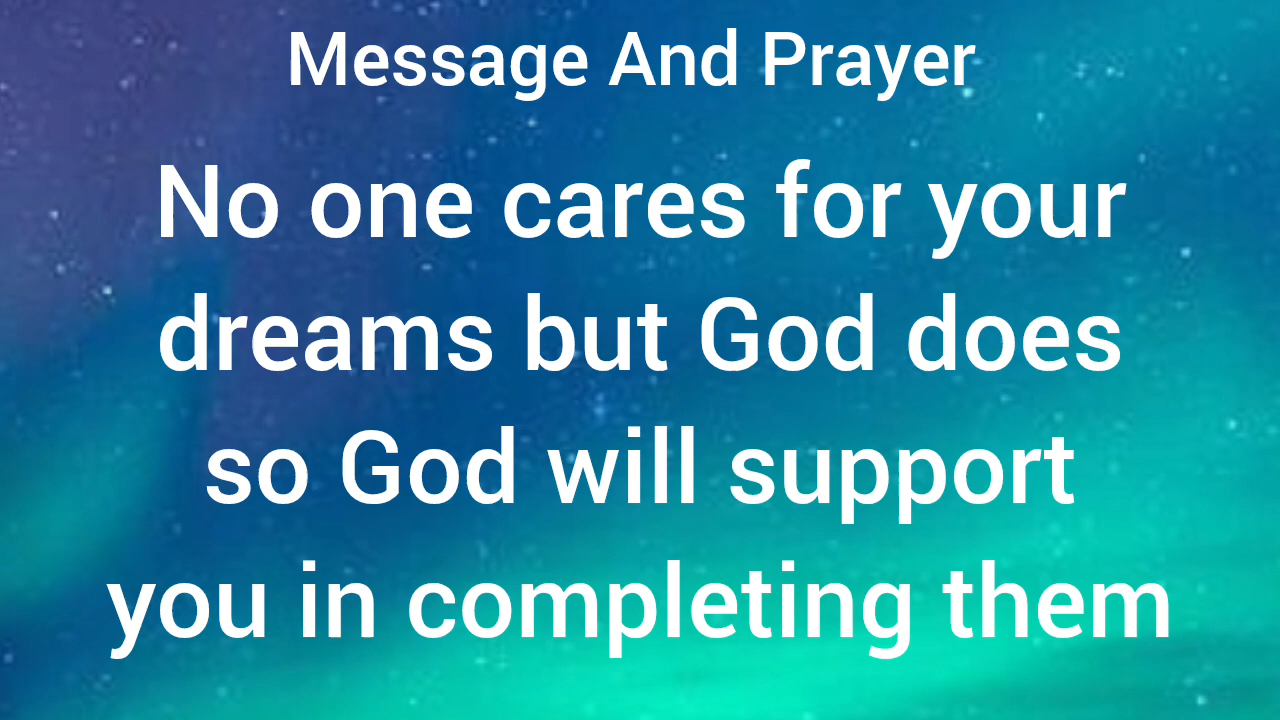 Message And Prayer
No one cares for your
dreams but God does
so God will support
you in completing them